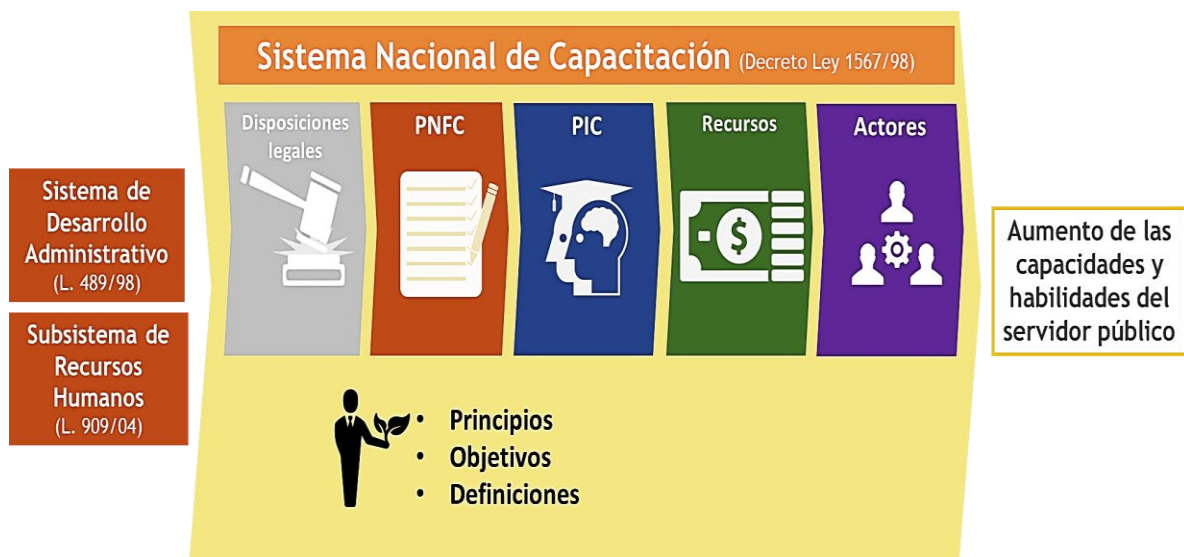 Sistema Nacional de Capacitación (Decreto Ley 1567/98)
Disposiciones
legales
PNFC
PIC
Recursos
Actores
$
Sistema de
Desarrollo
Administrativo
(L. 489/98)
Subsistema de
Recursos
Humanos
(L. 909/04)
Aumento de las
capacidades y
habilidades del
servidor público
• Principios
• Objetivos
• Definiciones